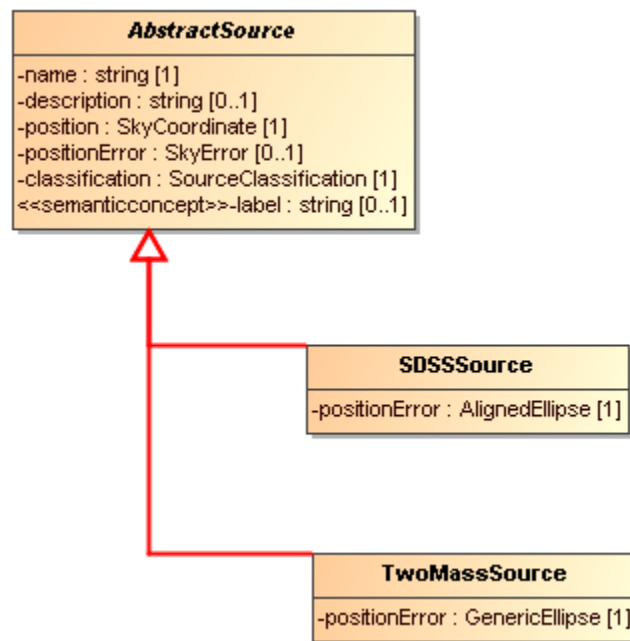 AbstractSource
-name : string [1]
-description : string [0..1]
-position : SkyCoordinate [1]
-positionError : SkyError [0..1]
-classification : SourceClassification [1]
<<semanticconcept>>-label : string [0..1]
SDSSSource
-positionError : AlignedEllipse [1]
TwoMassSource
-positionError : GenericEllipse [1]